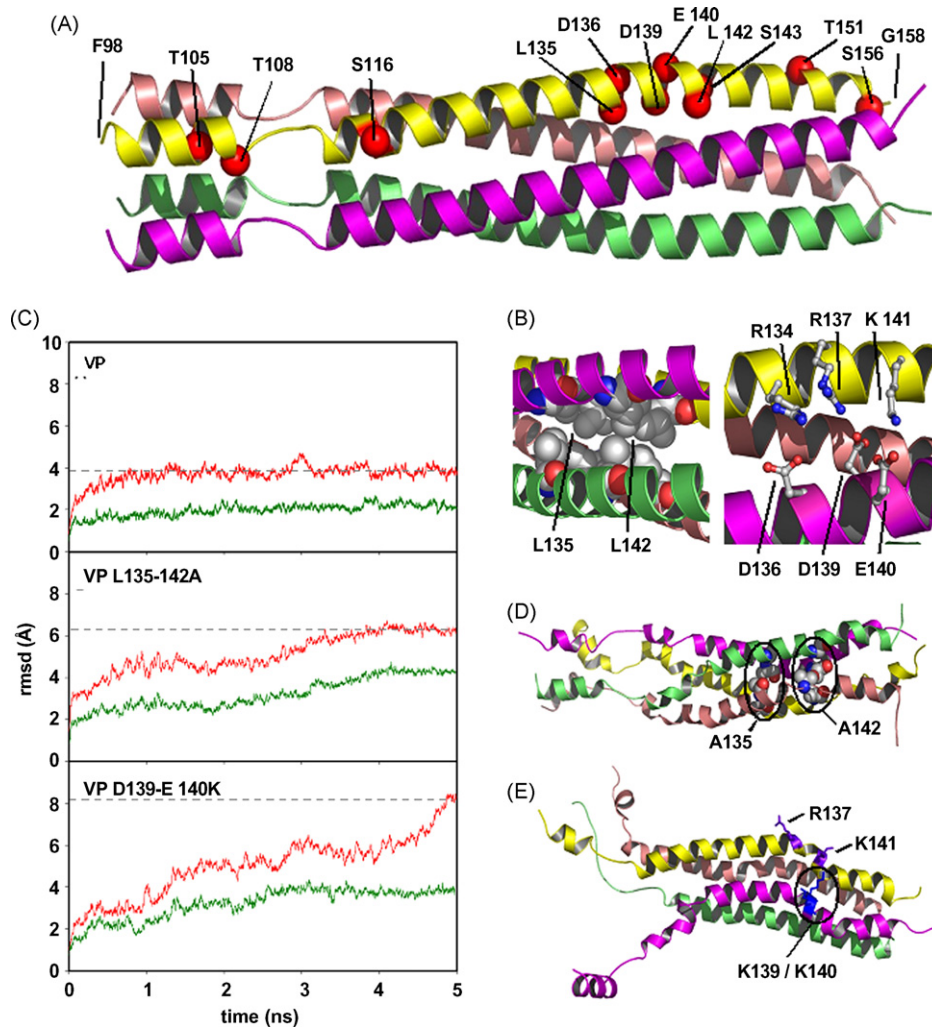 (A)
F98
T105
T108
S116
L135
D136
D139
E 140
L 142
S143
T151
S156
G158
(C)
10
8
6
4
2
0
VP
8
6
4
2
0
VP L135-142A
8
6
4
2
0
VP D139-E 140K
rmsd (Å)
0 1 2 3 4 5
time (ns)
(B)
R134
R137
K 141
L135
L142
D136
D139
E140
(D)
A135
A142
(E)
R137
K141
K139 / K140